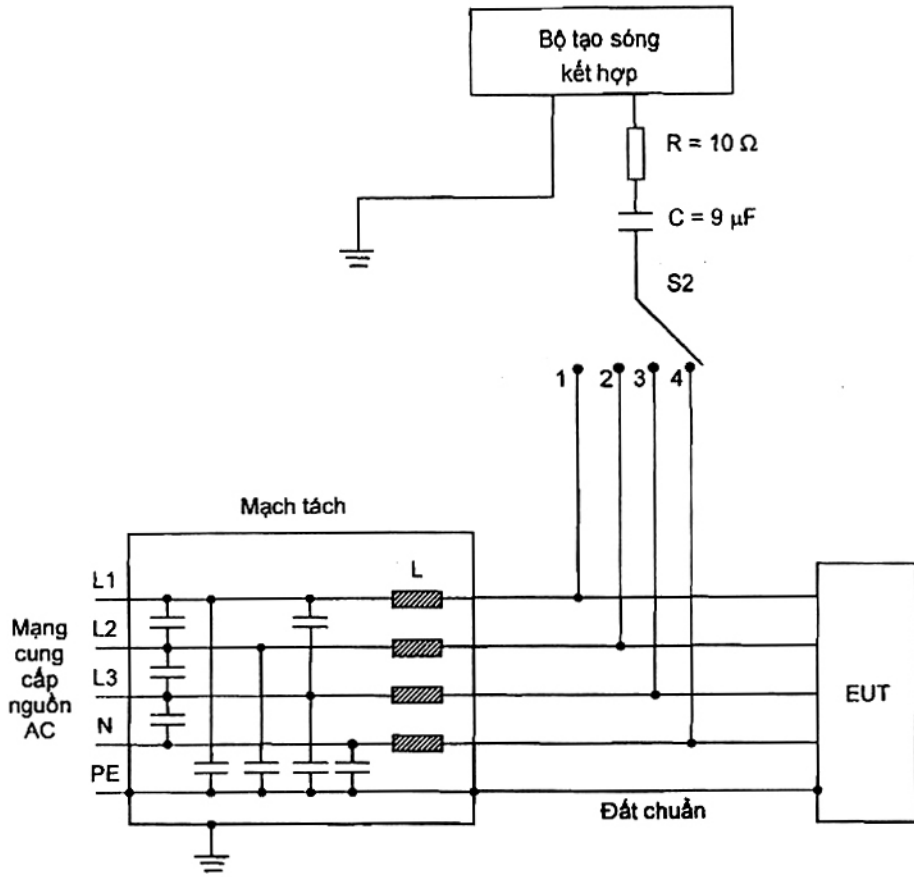 Bộ tạo sóng
kết hợp
R = 10 Ω
C = 9 μF
S2
1 2 3 4
Mạch tách
L1
L
L2
L3
N
PE
Mạng
cung
cấp
nguồn
AC
EUT
Đất chuẩn